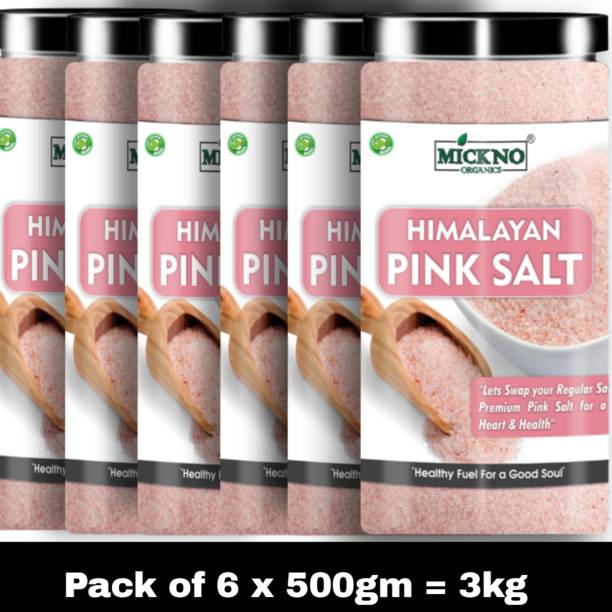 MICKNO®
ORGANICS
HIMALAYAN
PINK SALT
"Lets Swap your Regular Sa
Premium Pink Salt for a
Heart & Health"
"Healthy Fuel For a Good Soul"
Pack of 6 x 500gm = 3kg